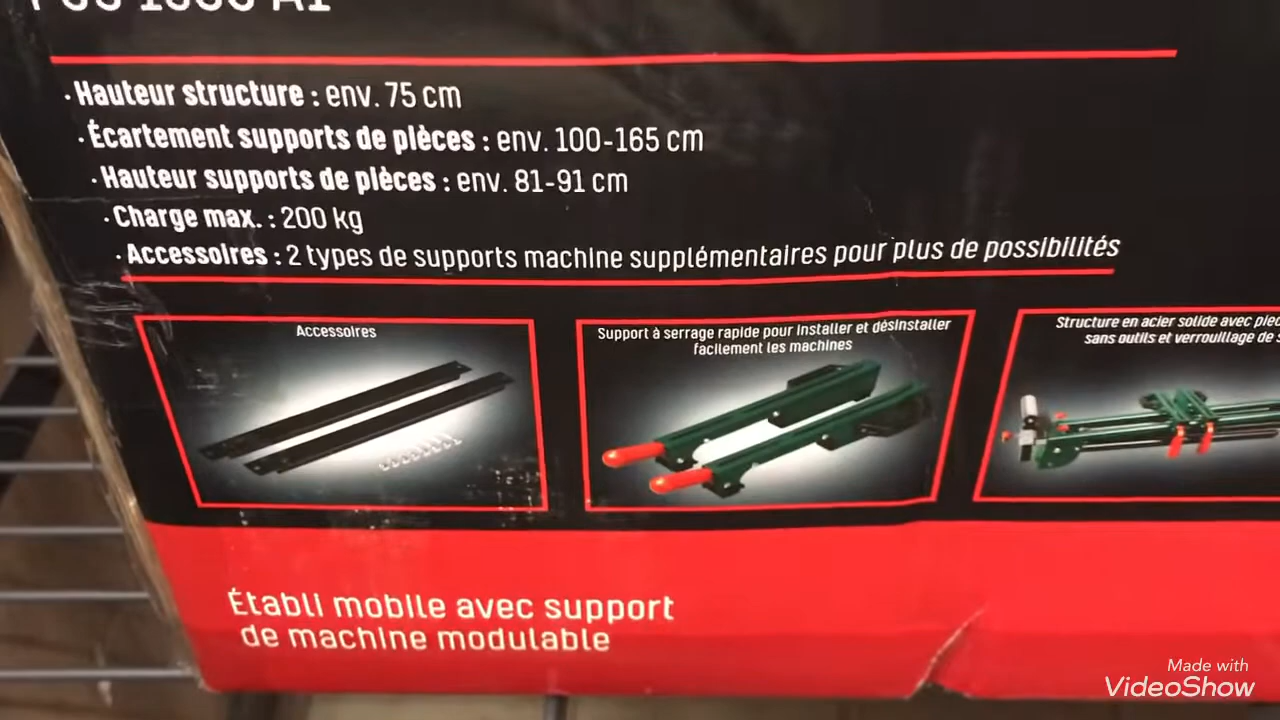 · Hauteur structure : env. 75 cm
· Écartement supports de pièces : env. 100-165 cm
· Hauteur supports de pièces : env. 81-91 cm
· Charge max. : 200 kg
· Accessoires : 2 types de supports machine supplémentaires pour plus de possibilités
Accessoires
Support à serrage rapide pour installer et désinstaller
facilement les machines
Structure en acier solide avec
sans outils et verrouillage de
Établi mobile avec support
de machine modulable
Made with
VideoShow